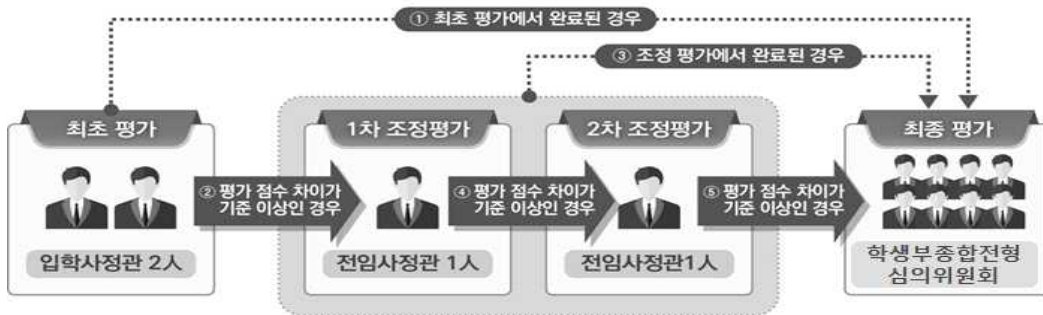 ① 최초 평가에서 완료된 경우
③ 조정 평가에서 완료된 경우
최초 평가
1차 조정평가
2차 조정평가
최종 평가
② 평가 점수 차이가
기준 이상인 경우
④ 평가 점수 차이가
기준 이상인 경우
⑤ 평가 점수 차이가
기준 이상인 경우
입학사정관 2人
전임사정관 1人
전임사정관1人
학생부종합전형
심의위원회